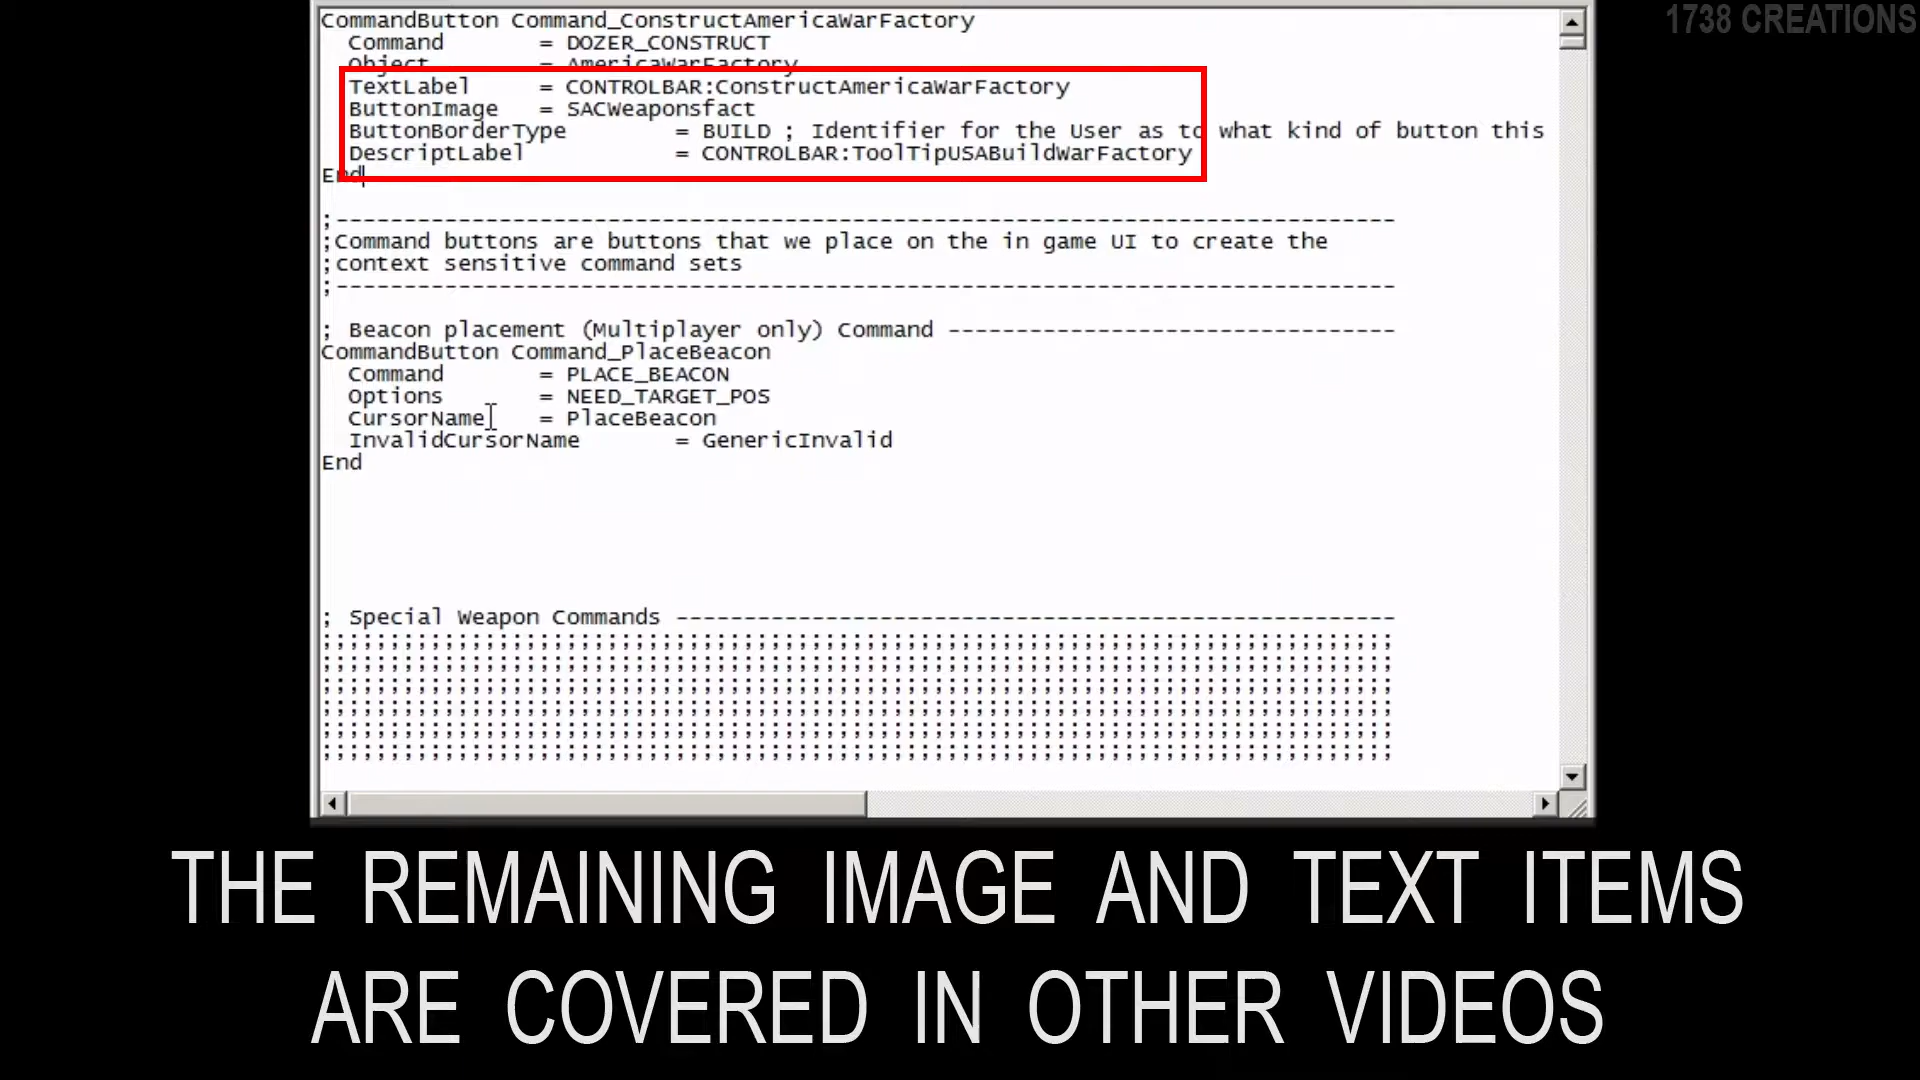 1738 CREATIONS
CommandButton Command_ConstructAmericaWarFactory
  Command       = DOZER_CONSTRUCT
  Object        = AmericaWarFactory
  TextLabel     = CONTROLBAR:ConstructAmericaWarFactory
  ButtonImage   = SACWeaponsfact
  ButtonBorderType        = BUILD ; Identifier for the User as to what kind of button this
  DescriptLabel           = CONTROLBAR:ToolTipUSABuildWarFactory
End
;------------------------------------------------------------------------------
;Command buttons are buttons that we place on the in game UI to create the
;context sensitive command sets
;------------------------------------------------------------------------------
; Beacon placement (Multiplayer only) Command ---------------------------------
CommandButton Command_PlaceBeacon
  Command       = PLACE_BEACON
  Options       = NEED_TARGET_POS
  CursorName    = PlaceBeacon
  InvalidCursorName       = GenericInvalid
End
; Special Weapon Commands -----------------------------------------------------
;;;;;;;;;;;;;;;;;;;;;;;;;;;;;;;;;;;;;;;;;;;;;;;;;;;;;;;;;;;;;;;;;;;;;;;;;;;;;;;
;;;;;;;;;;;;;;;;;;;;;;;;;;;;;;;;;;;;;;;;;;;;;;;;;;;;;;;;;;;;;;;;;;;;;;;;;;;;;;;
;;;;;;;;;;;;;;;;;;;;;;;;;;;;;;;;;;;;;;;;;;;;;;;;;;;;;;;;;;;;;;;;;;;;;;;;;;;;;;;
;;;;;;;;;;;;;;;;;;;;;;;;;;;;;;;;;;;;;;;;;;;;;;;;;;;;;;;;;;;;;;;;;;;;;;;;;;;;;;;
;;;;;;;;;;;;;;;;;;;;;;;;;;;;;;;;;;;;;;;;;;;;;;;;;;;;;;;;;;;;;;;;;;;;;;;;;;;;;;;
;;;;;;;;;;;;;;;;;;;;;;;;;;;;;;;;;;;;;;;;;;;;;;;;;;;;;;;;;;;;;;;;;;;;;;;;;;;;;;;
THE REMAINING IMAGE AND TEXT ITEMS
ARE COVERED IN OTHER VIDEOS